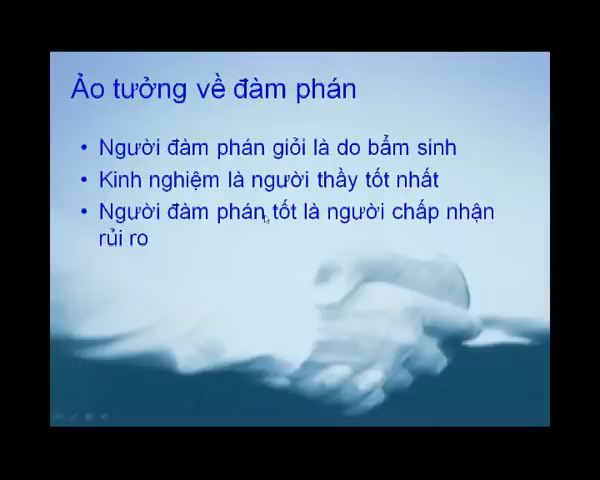 Ảo tưởng về đàm phán
• Người đàm phán giỏi là do bẩm sinh
• Kinh nghiệm là người thầy tốt nhất
• Người đàm phán tốt là người chấp nhận
rủi ro